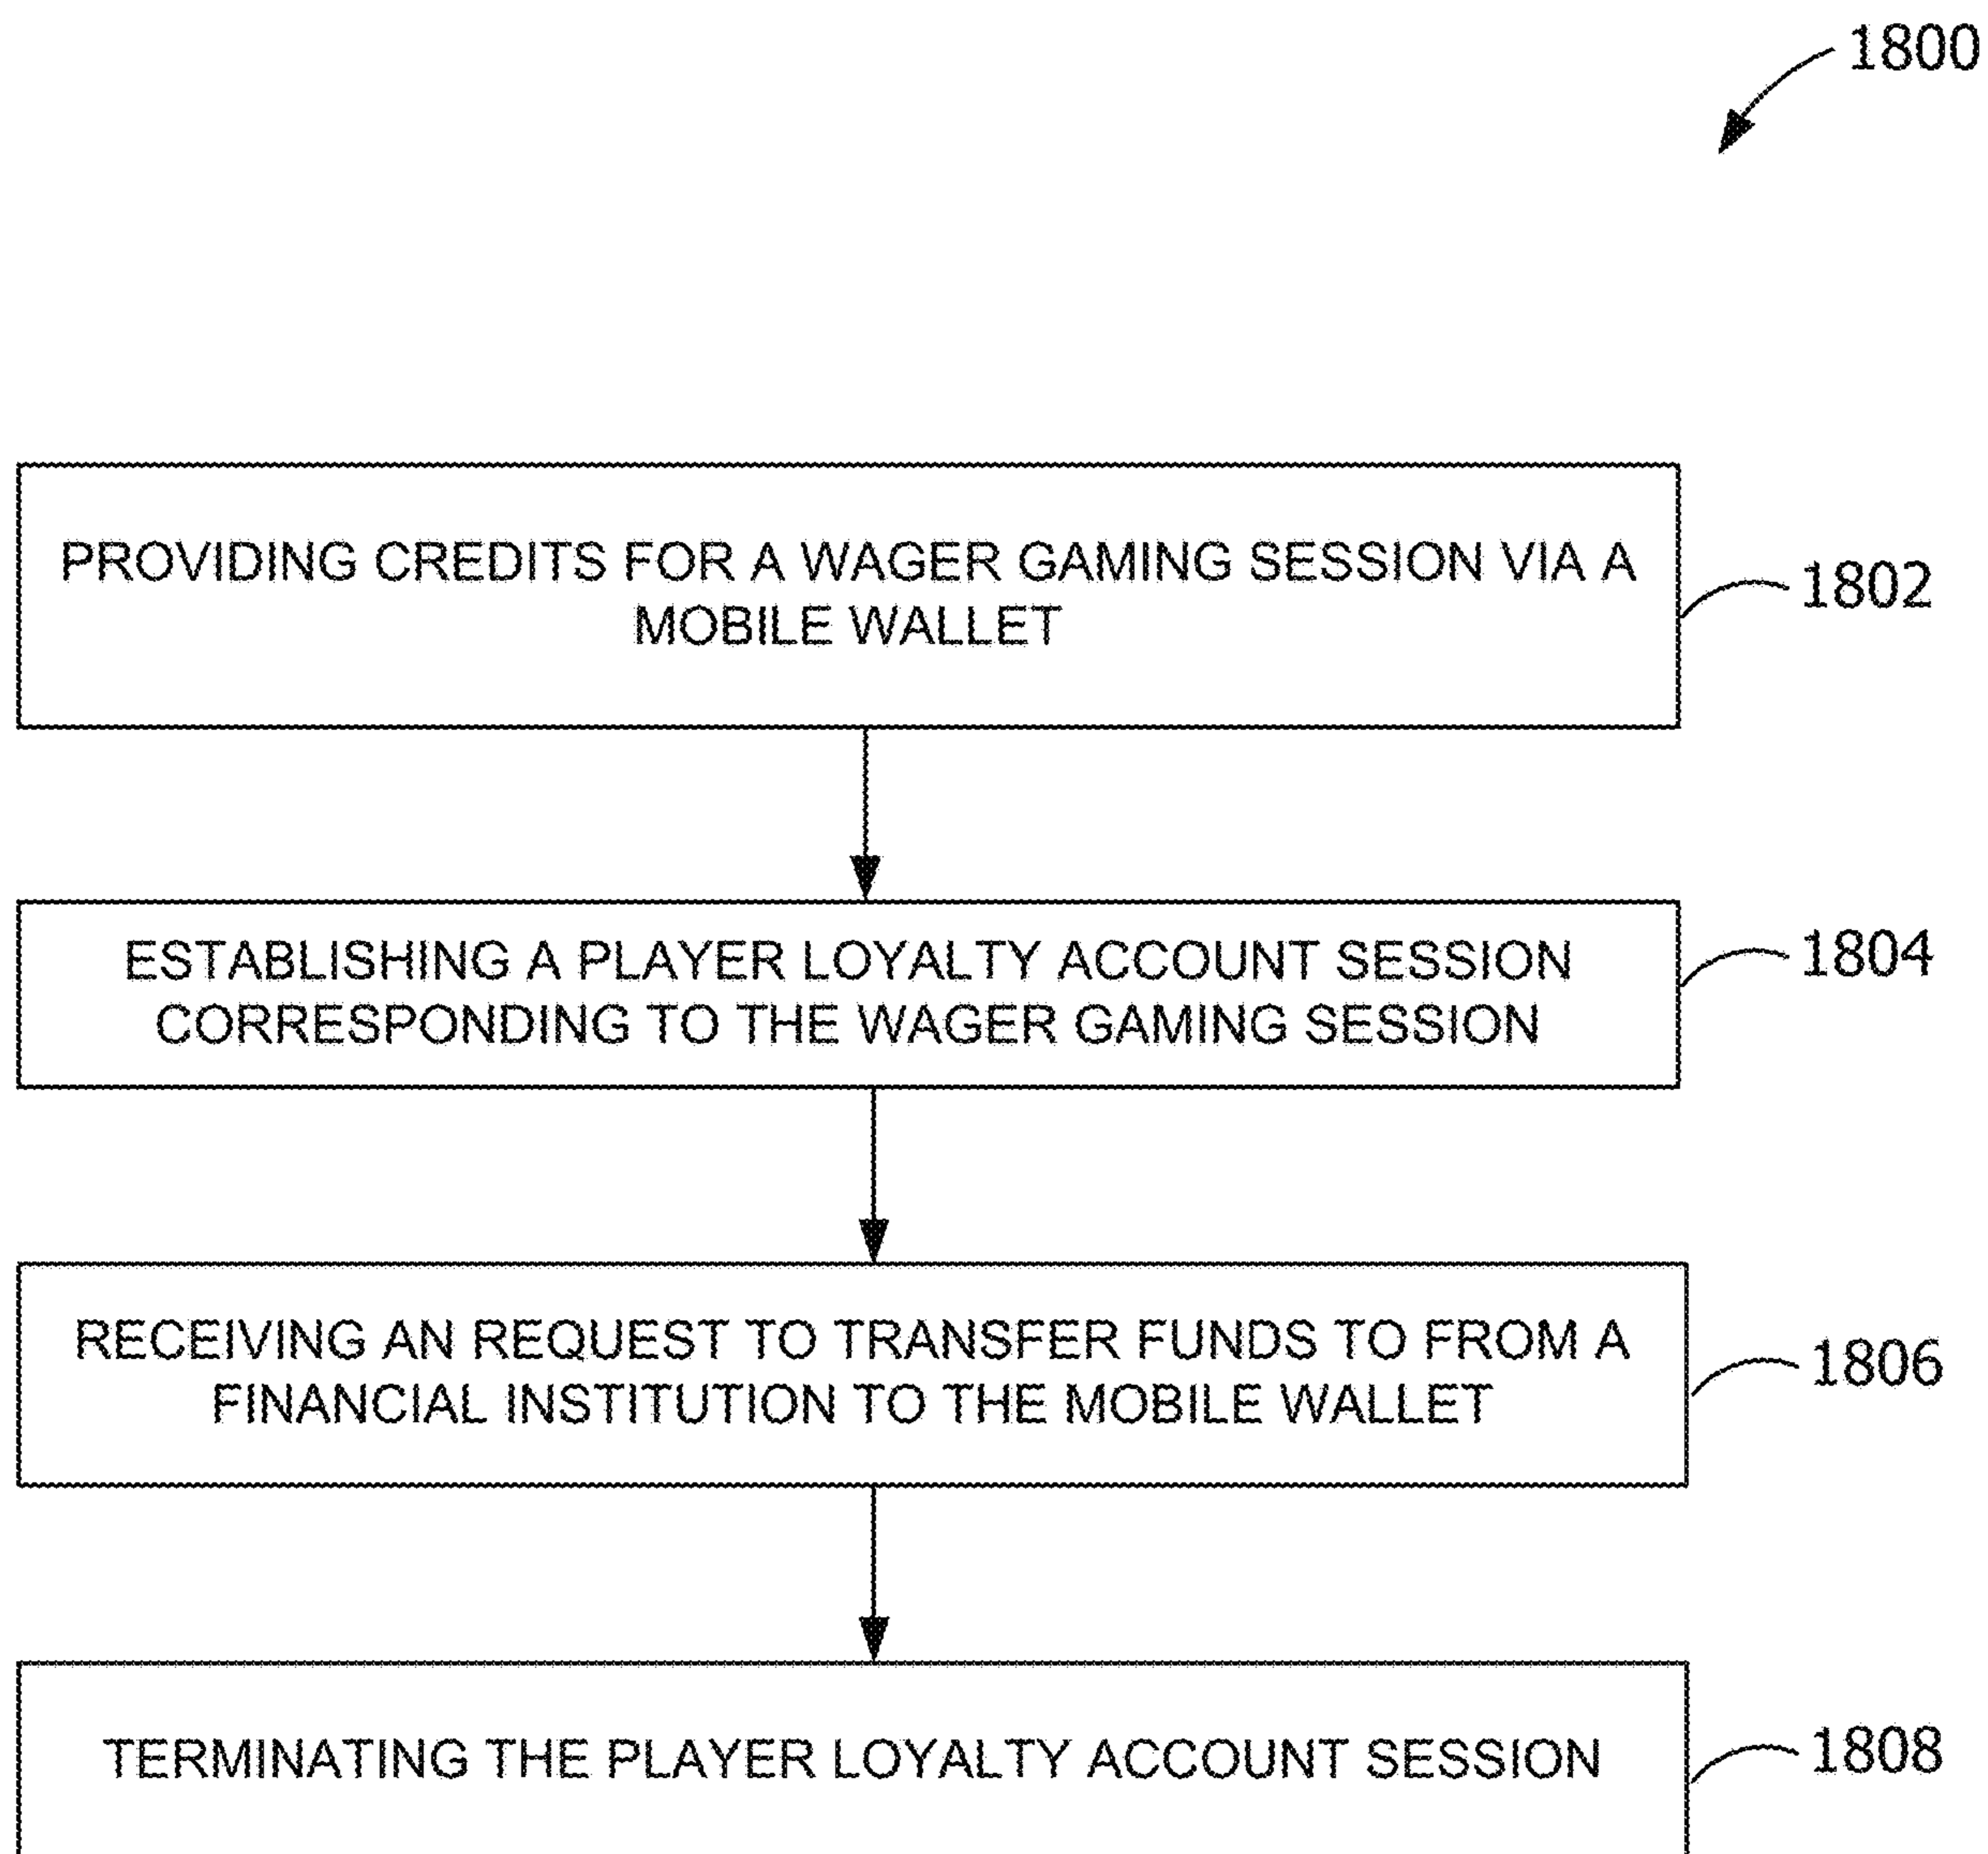 1800
PROVIDING CREDITS FOR A WAGER GAMING SESSION VIA A
MOBILE WALLET
1802
ESTABLISHING A PLAYER LOYALTY ACCOUNT SESSION
CORRESPONDING TO THE WAGER GAMING SESSION
1804
RECEIVING AN REQUEST TO TRANSFER FUNDS TO FROM A
FINANCIAL INSTITUTION TO THE MOBILE WALLET
1806
TERMINATING THE PLAYER LOYALTY ACCOUNT SESSION
1808